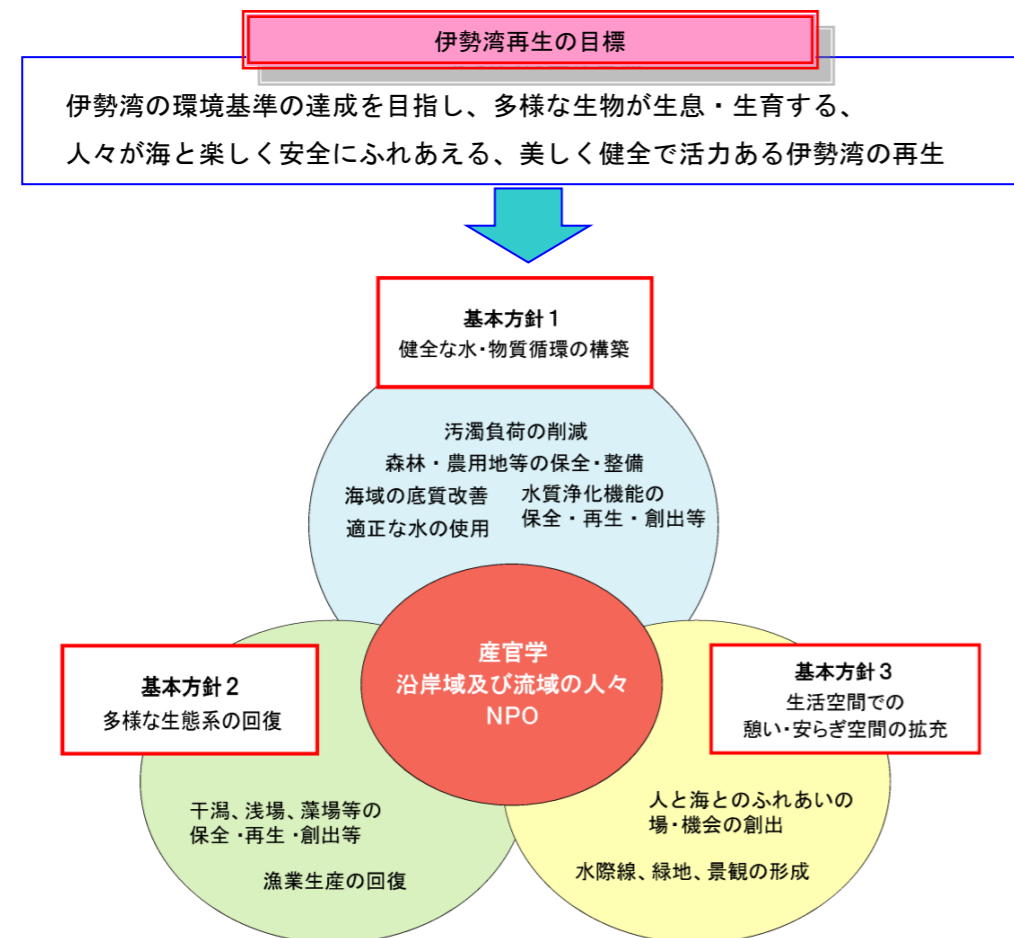 伊勢湾再生の目標
伊勢湾の環境基準の達成を目指し、多様な生物が生息・生育する、
人々が海と楽しく安全にふれあえる、美しく健全で活力ある伊勢湾の再生
基本方針１
健全な水・物質循環の構築
汚濁負荷の削減
森林・農用地等の保全・整備
海域の底質改善
適正な水の使用
水質浄化機能の
保全・再生・創出等
産官学
沿岸域及び流域の人々
NPO
基本方針２
多様な生態系の回復
干潟、浅場、藻場等の
保全・再生・創出等
漁業生産の回復
基本方針３
生活空間での
憩い・安らぎ空間の拡充
人と海とのふれあいの
場・機会の創出
水際線、緑地、景観の形成